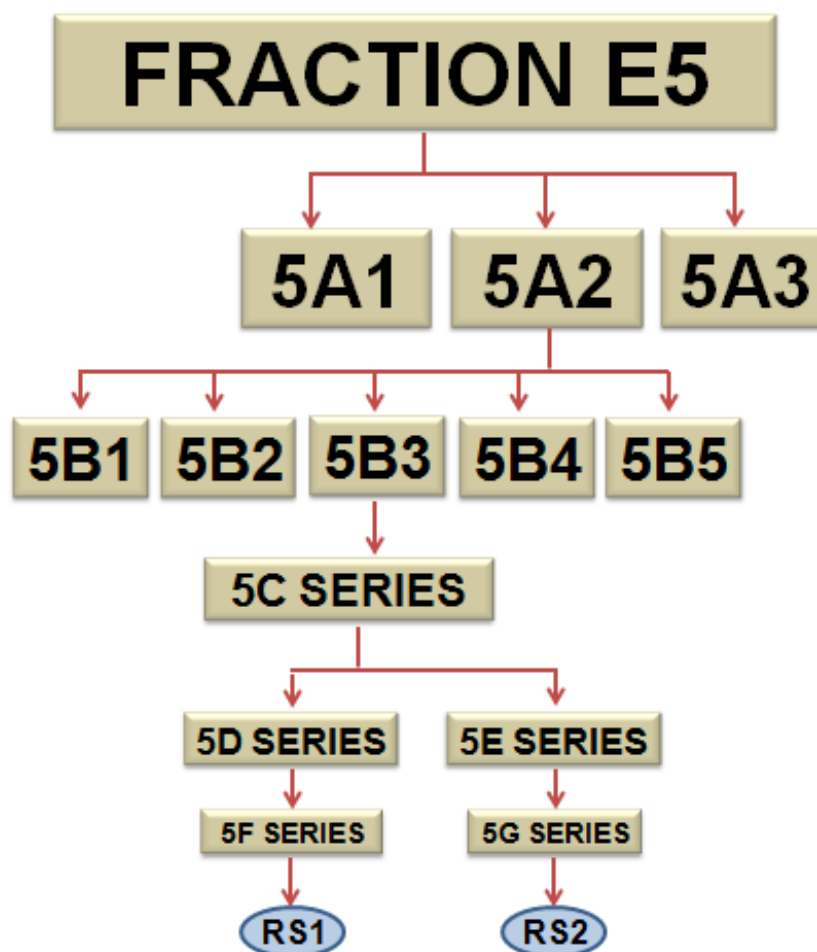 FRACTION E5
5A1 5A2 5A3
5B1 5B2 5B3 5B4 5B5
5C SERIES
5D SERIES 5E SERIES
5F SERIES 5G SERIES
RS1 RS2